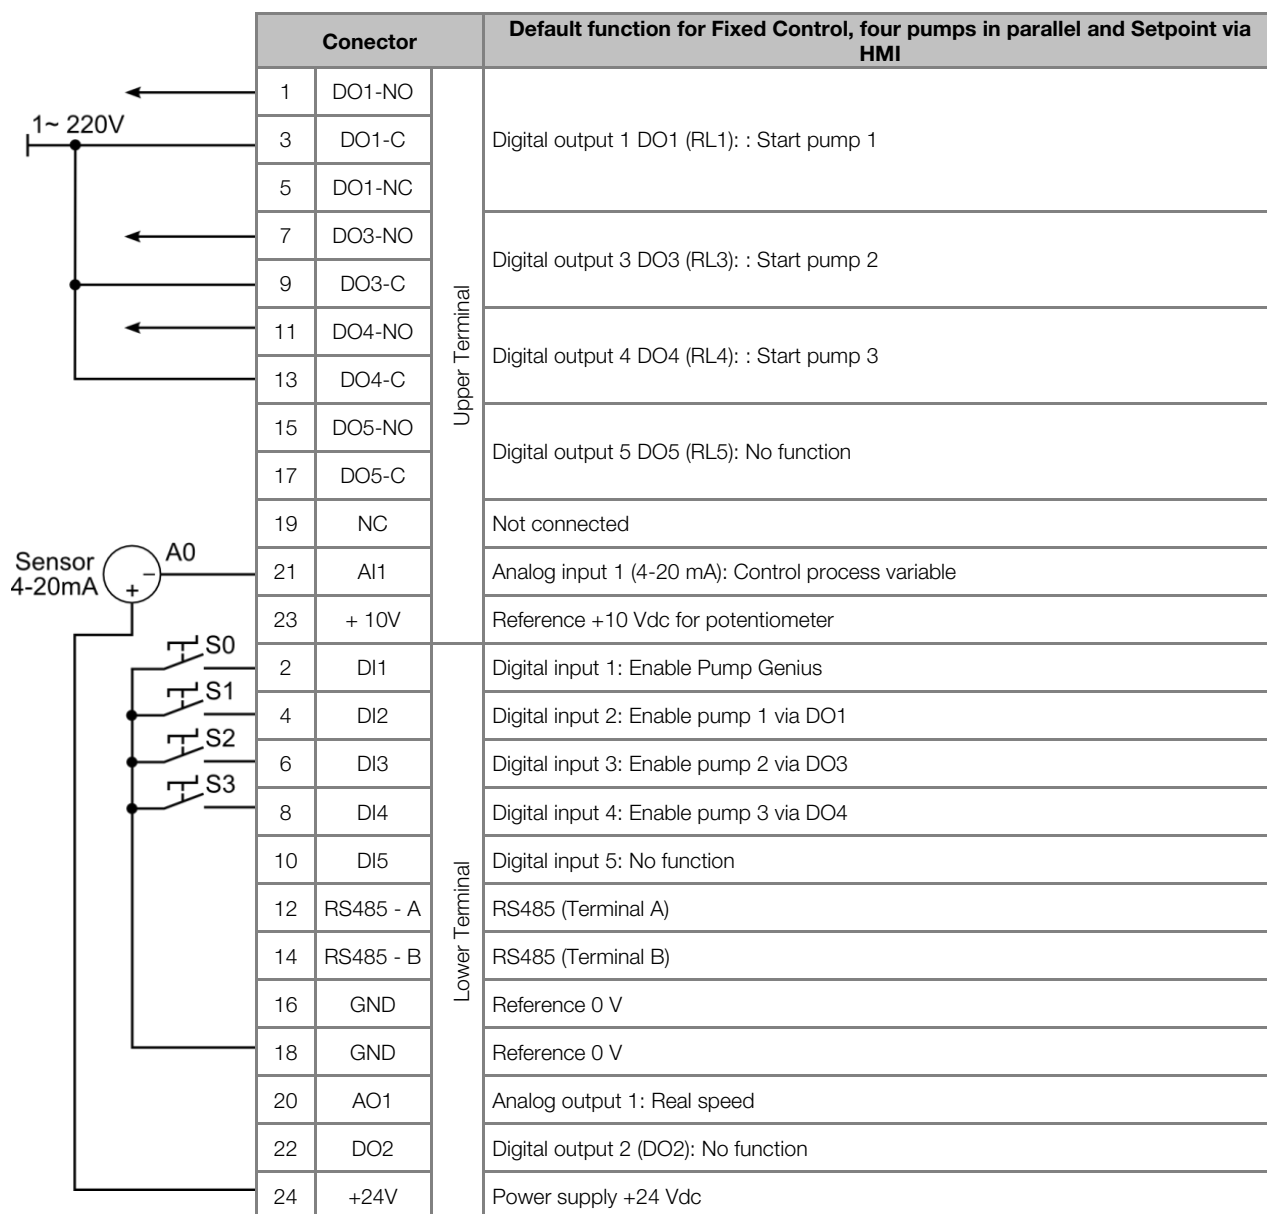 Conector Default function for Fixed Control, four pumps in parallel and Setpoint via
HMI
1 DO1-NO
1~ 220V
3 DO1-C Digital output 1 DO1 (RL1): : Start pump 1
5 DO1-NC
7 DO3-NO
Digital output 3 DO3 (RL3): : Start pump 2
9 DO3-C
Upper Terminal
11 DO4-NO
Digital output 4 DO4 (RL4): : Start pump 3
13 DO4-C
15 DO5-NO
Digital output 5 DO5 (RL5): No function
17 DO5-C
19 NC Not connected
Sensor
4-20mA
+
−
A0
21 AI1 Analog input 1 (4-20 mA): Control process variable
23 + 10V Reference +10 Vdc for potentiometer
S0
2 DI1 Digital input 1: Enable Pump Genius
S1
4 DI2 Digital input 2: Enable pump 1 via DO1
S2
6 DI3 Digital input 3: Enable pump 2 via DO3
S3
8 DI4 Digital input 4: Enable pump 3 via DO4
10 DI5 Digital input 5: No function
Lower Terminal
12 RS485 - A RS485 (Terminal A)
14 RS485 - B RS485 (Terminal B)
16 GND Reference 0 V
18 GND Reference 0 V
20 AO1 Analog output 1: Real speed
22 DO2 Digital output 2 (DO2): No function
24 +24V Power supply +24 Vdc